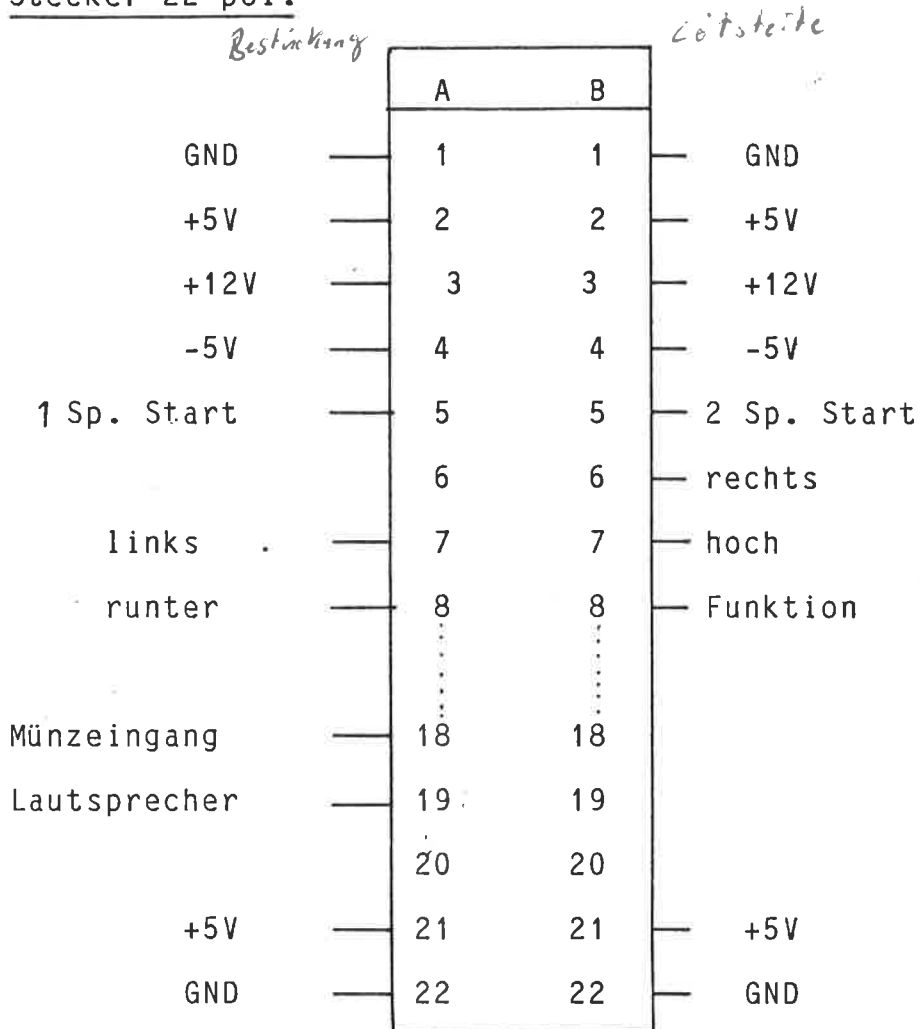 Stecker 22 pol.
Bestückung Lötsteite
A B
GND 1 1 GND
+5V 2 2 +5V
+12V 3 3 +12V
-5V 4 4 -5V
1 Sp. Start 5 5 2 Sp. Start
6 6 rechts
links 7 7 hoch
runter 8 8 Funktion
Münzeingang 18 18
Lautsprecher 19 19
20 20
+5V 21 21 +5V
GND 22 22 GND